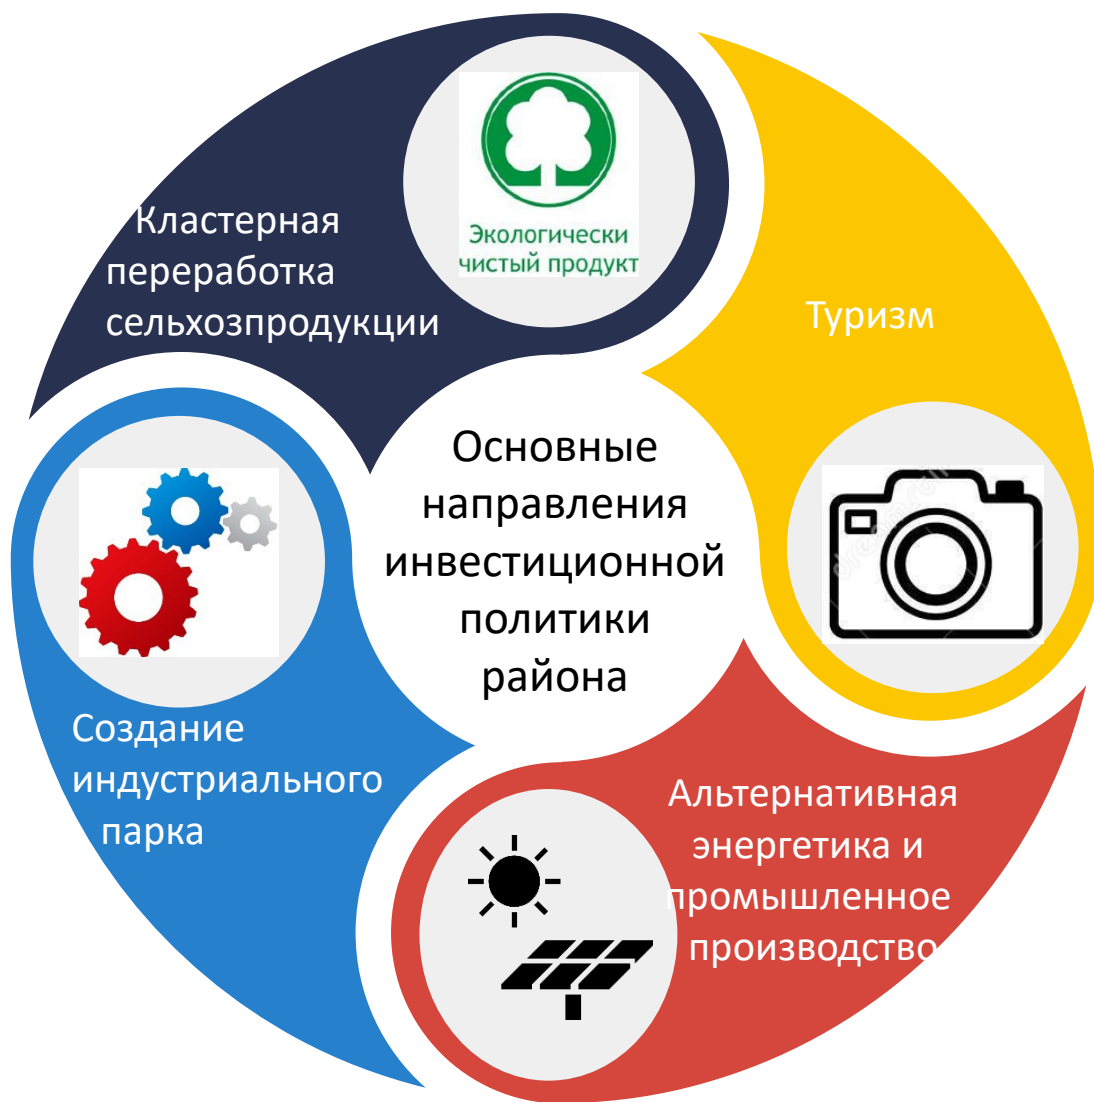 Экологически
чистый продукт
Кластерная
переработка
сельхозпродукции
Туризм
Основные
направления
инвестиционной
политики
района
Создание
индустриального
парка
Альтернативная
энергетика и
промышленное
производство